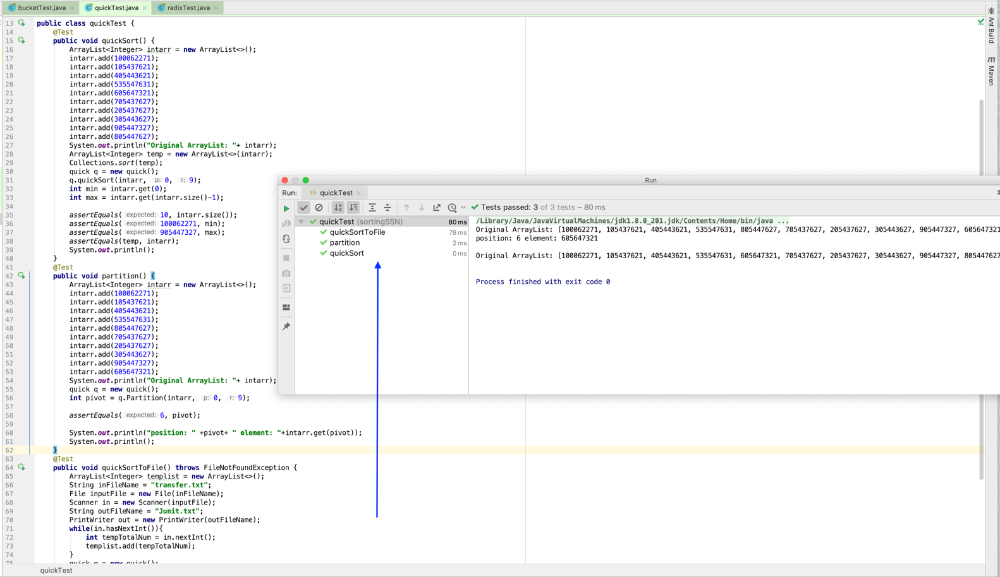 bucketTest.java
quickTest.java
radixTest.java
13 public class quickTest {
14 @Test
15 public void quickSort() {
16 ArrayList<Integer> intarr = new ArrayList<>();
17 intarr.add(100062271);
18 intarr.add(105437621);
19 intarr.add(405443621);
20 intarr.add(535547631);
21 intarr.add(605647321);
22 intarr.add(705437627);
23 intarr.add(205437627);
24 intarr.add(305443627);
25 intarr.add(905447327);
26 intarr.add(805447627);
27 System.out.println("Original ArrayList: "+ intarr);
28 ArrayList<Integer> temp = new ArrayList<>(intarr);
29 Collections.sort(temp);
30 quick q = new quick();
31 q.quickSort(intarr, p: 0, r: 9);
32 int min = intarr.get(0);
33 int max = intarr.get(intarr.size()-1);
34
35 assertEquals( expected: 10, intarr.size());
36 assertEquals( expected: 100062271, min);
37 assertEquals( expected: 905447327, max);
38 assertEquals(temp, intarr);
39 System.out.println();
40 }
41 @Test
42 public void partition() {
43 ArrayList<Integer> intarr = new ArrayList<>();
44 intarr.add(100062271);
45 intarr.add(105437621);
46 intarr.add(405443621);
47 intarr.add(535547631);
48 intarr.add(805447627);
49 intarr.add(705437627);
50 intarr.add(205437627);
51 intarr.add(305443627);
52 intarr.add(905447327);
53 intarr.add(605647321);
54 System.out.println("Original ArrayList: "+ intarr);
55 quick q = new quick();
56 int pivot = q.Partition(intarr, p: 0, r: 9);
57
58 assertEquals( expected: 6, pivot);
59
60 System.out.println("position: " +pivot+ " element: "+intarr.get(pivot));
61 System.out.println();
62 }
63 @Test
64 public void quickSortToFile() throws FileNotFoundException {
65 ArrayList<Integer> templist = new ArrayList<>();
66 String inFileName = "transfer.txt";
67 File inputFile = new File(inFileName);
68 Scanner in = new Scanner(inputFile);
69 String outFileName = "Junit.txt";
70 PrintWriter out = new PrintWriter(outFileName);
71 while(in.hasNextInt()){
72 int tempTotalNum = in.nextInt();
73 templist.add(tempTotalNum);
74 }
75 quick q = new quick();
quickTest
Run
Run: quickTest
Tests passed: 3 of 3 tests – 80 ms
quickTest (sortingSSN) 80 ms
quickSortToFile 78 ms
partition 2 ms
quickSort 0 ms
/Library/Java/JavaVirtualMachines/jdk1.8.0_201.jdk/Contents/Home/bin/java ...
Original ArrayList: [100062271, 105437621, 405443621, 535547631, 805447627, 705437627, 205437627, 305443627, 905447327, 605647321
position: 6 element: 605647321
Original ArrayList: [100062271, 105437621, 405443621, 535547631, 605647321, 705437627, 205437627, 305443627, 905447327, 805447627
Process finished with exit code 0
Ant Build
m Maven